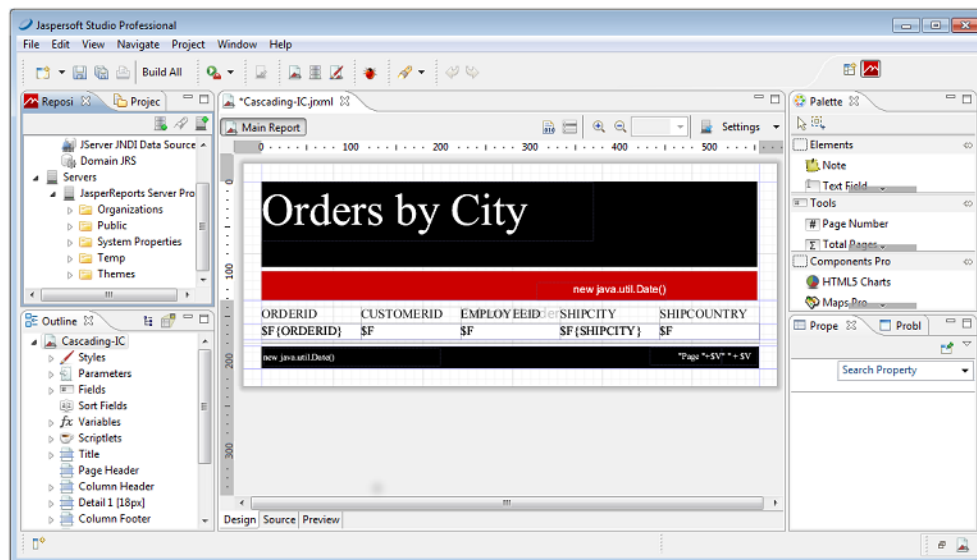 Jaspersoft Studio Professional
File Edit View Navigate Project Window Help
Build All
Reposi Projec
JServer JNDI Data Source
Domain JRS
Servers
JasperReports Server Pro
Organizations
Public
System Properties
Temp
Themes
Outline
Cascading-IC
Styles
Parameters
Fields
Sort Fields
Variables
Scriptlets
Title
Page Header
Column Header
Detail 1 [18px]
Column Footer
*Cascading-IC.jrxml
Main Report
Settings
0 100 200 300 400 500
0
100
200
300
Orders by City
new java.util.Date()
ORDERID CUSTOMERID EMPLOYEEID SHIPCITY SHIPCOUNTRY
$F{ORDERID} $F $F $F{SHIPCITY} $F
new java.util.Date() "Page "+$V" " + $V
Design Source Preview
Palette
Elements
Note
Text Field
Tools
# Page Number
Σ Total Pages
Components Pro
HTML5 Charts
Maps Pro
Prope Probl
Search Property